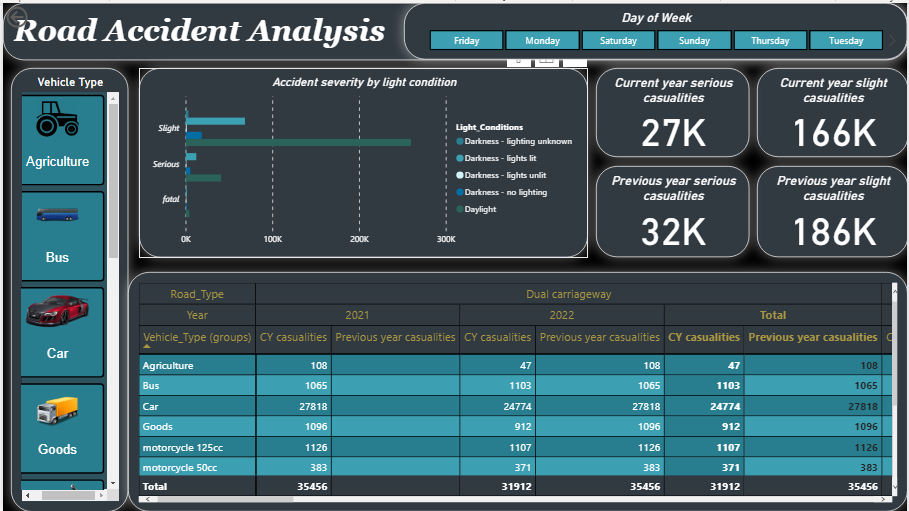 Road Accident Analysis
Day of Week
Friday Monday Saturday Sunday Thursday Tuesday
Vehicle Type
Agriculture
Bus
Car
Goods
Accident severity by light condition
Slight
Serious
fatal
0K 100K 200K 300K
Light_Conditions
Darkness - lighting unknown
Darkness - lights lit
Darkness - lights unlit
Darkness - no lighting
Daylight
Current year serious
casualities
27K
Current year slight
casualities
166K
Previous year serious
casualities
32K
Previous year slight
casualities
186K
Road_Type Dual carriageway
Year 2021 2022 Total
Vehicle_Type (groups) CY casualities Previous year casualities CY casualities Previous year casualities CY casualities Previous year casualities C
Agriculture 108 47 108 47 108
Bus 1065 1103 1065 1103 1065
Car 27818 24774 27818 24774 27818
Goods 1096 912 1096 912 1096
motorcycle 125cc 1126 1107 1126 1107 1126
motorcycle 50cc 383 371 383 371 383
Total 35456 31912 35456 31912 35456